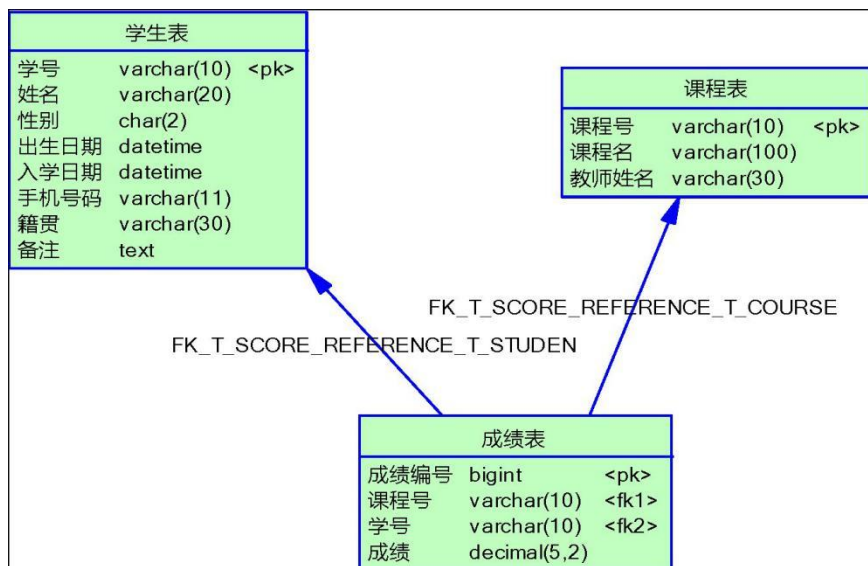 学生表
学号 varchar(10) <pk>
姓名 varchar(20)
性别 char(2)
出生日期 datetime
入学日期 datetime
手机号码 varchar(11)
籍贯 varchar(30)
备注 text
课程表
课程号 varchar(10) <pk>
课程名 varchar(100)
教师姓名 varchar(30)
FK_T_SCORE_REFERENCE_T_COURSE
FK_T_SCORE_REFERENCE_T_STUDEN
成绩表
成绩编号 bigint <pk>
课程号 varchar(10) <fk1>
学号 varchar(10) <fk2>
成绩 decimal(5,2)